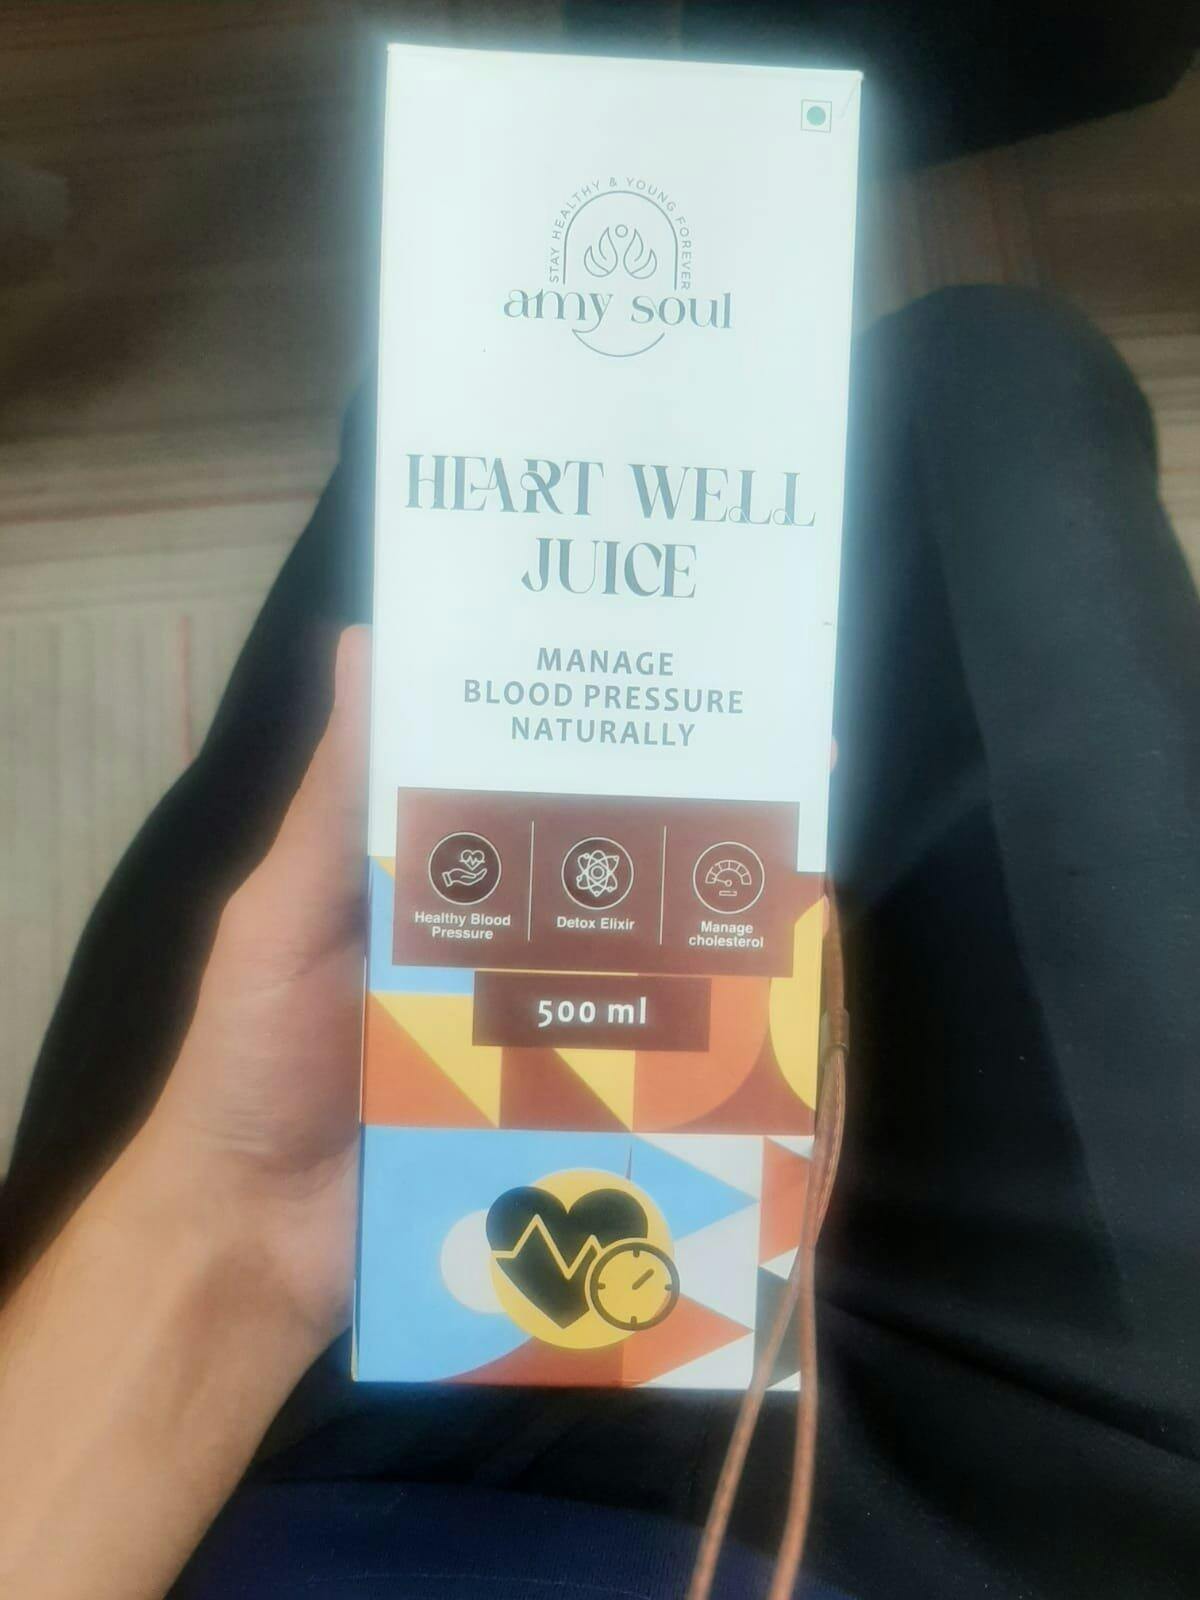 STAY HEALTHY & YOUNG FOREVER
amy soul
HEART WELL
JUICE
MANAGE
BLOOD PRESSURE
NATURALLY
Healthy Blood
Pressure
Detox Elixir
Manage
cholesterol
500 ml